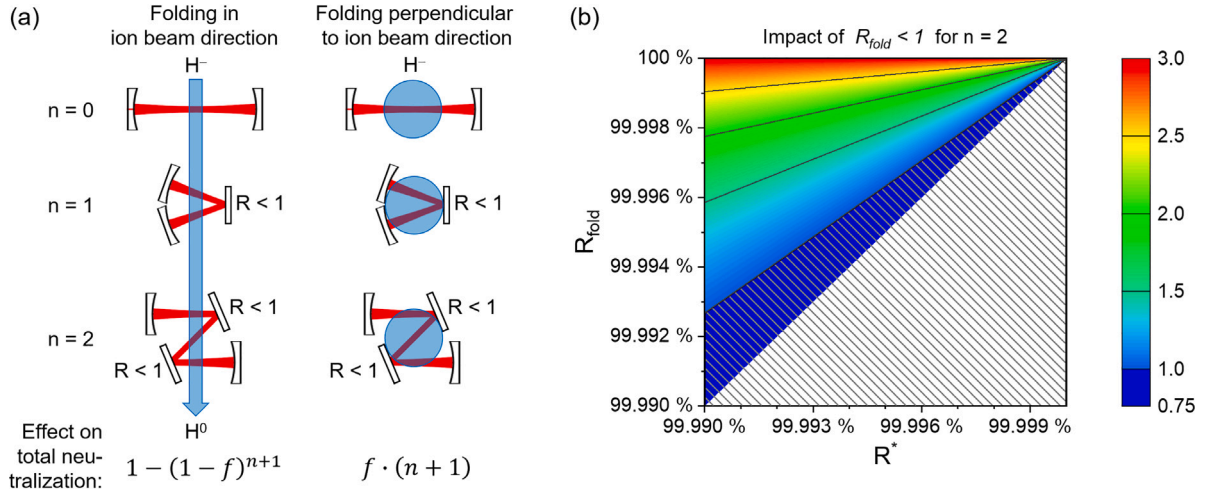 (a)
Folding in
ion beam direction
Folding perpendicular
to ion beam direction
H⁻
H⁻
n = 0
n = 1
R < 1
R < 1
n = 2
R < 1
R < 1
R < 1
R < 1
H⁰
Effect on
total neu-
tralization:
1 − (1 − f)ⁿ⁺¹
f · (n + 1)
(b)
Impact of R_fold < 1 for n = 2
100 %
99.998 %
99.996 %
99.994 %
99.992 %
99.990 %
R_fold
99.990 %
99.993 %
99.996 %
99.999 %
R*
3.0
2.5
2.0
1.5
1.0
0.75